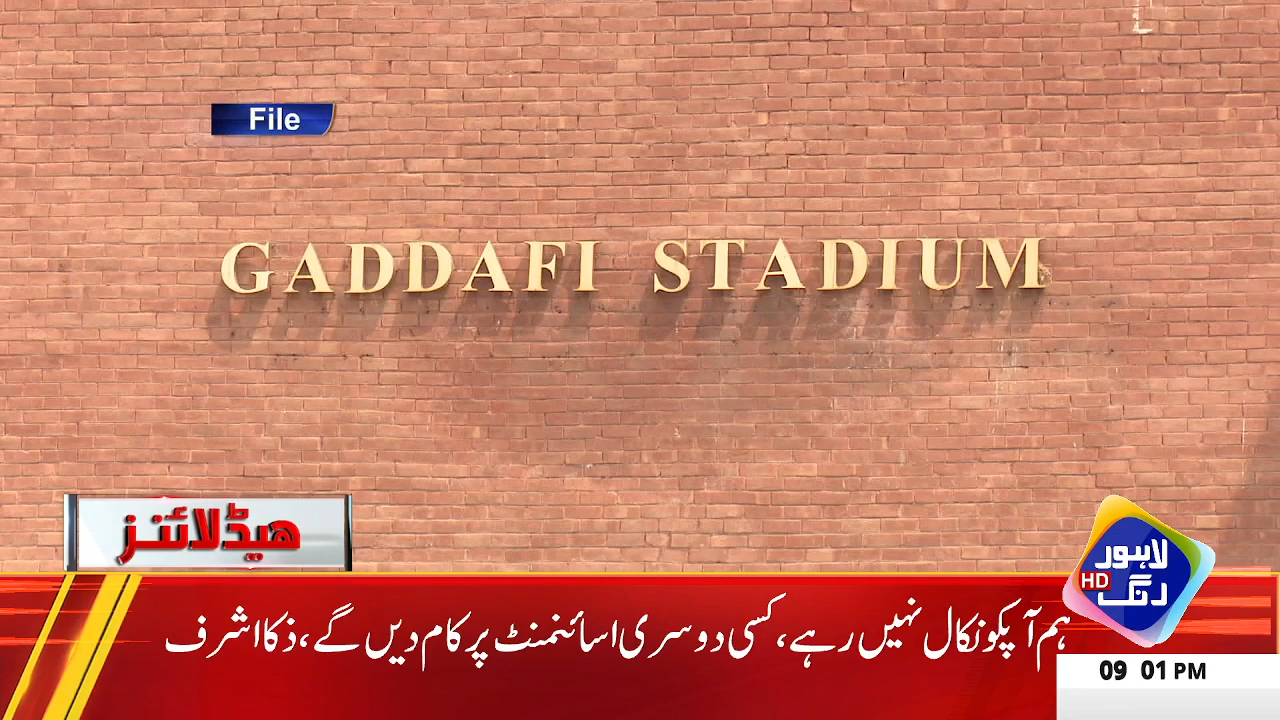 File
GADDAFI STADIUM
ھیڈلائنز
لاہور
HD رنگ
ہم آپکو نکال نہیں رہے، کسی دوسری اسائنمنٹ پر کام دیں گے، ذکا اشرف
09 01 PM